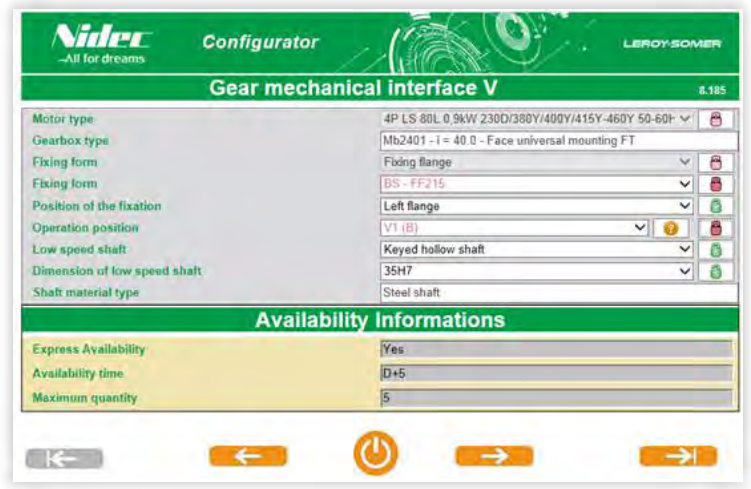 Nidec
–All for dreams
Configurator
LEROY-SOMER
Gear mechanical interface V
8.185
Motor type 4P LS 80L 0,9kW 230D/380Y/400Y/415Y-460Y 50-60H
Gearbox type Mb2401 - i = 40.0 - Face universal mounting FT
Fixing form Fixing flange
Fixing form BS - FF215
Position of the fixation Left flange
Operation position V1 (B)
Low speed shaft Keyed hollow shaft
Dimension of low speed shaft 35H7
Shaft material type Steel shaft
Availability Informations
Express Availability Yes
Availability time D+5
Maximum quantity 5